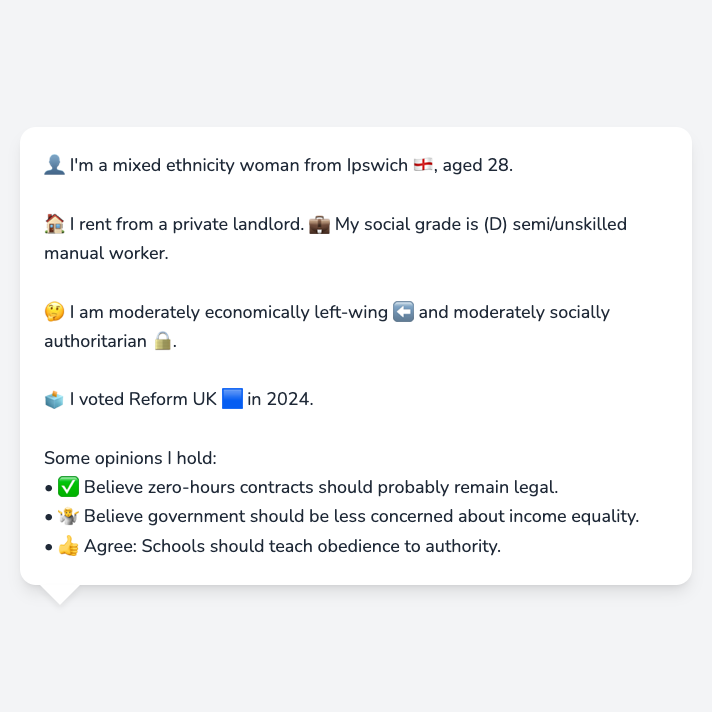 👤 I'm a mixed ethnicity woman from Ipswich 🏴󠁧󠁢󠁥󠁮󠁧󠁿, aged 28.
🏠 I rent from a private landlord. 💼 My social grade is (D) semi/unskilled
manual worker.
🤔 I am moderately economically left-wing ⬅️ and moderately socially
authoritarian 🔒.
🗳️ I voted Reform UK 🟦 in 2024.
Some opinions I hold:
• ✅ Believe zero-hours contracts should probably remain legal.
• 🤷 Believe government should be less concerned about income equality.
• 👍 Agree: Schools should teach obedience to authority.